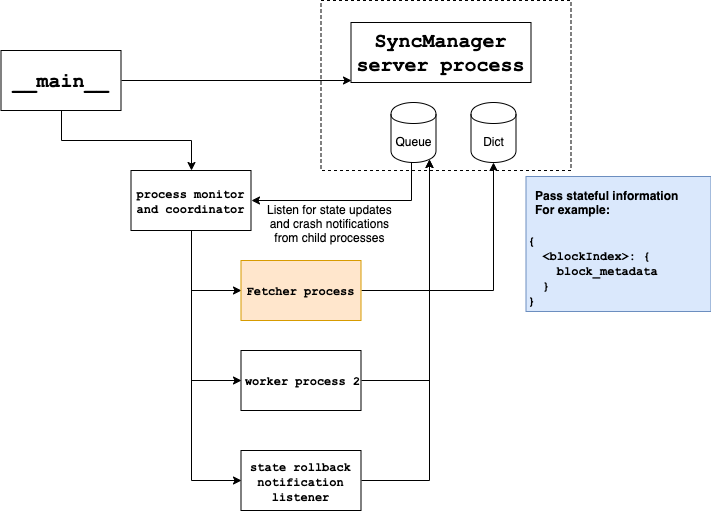 SyncManager
server process
__main__
Queue
Dict
process monitor
and coordinator
Listen for state updates
and crash notifications
from child processes
Pass stateful information
For example:
{
<blockIndex>: {
block_metadata
}
}
Fetcher process
worker process 2
state rollback
notification
listener